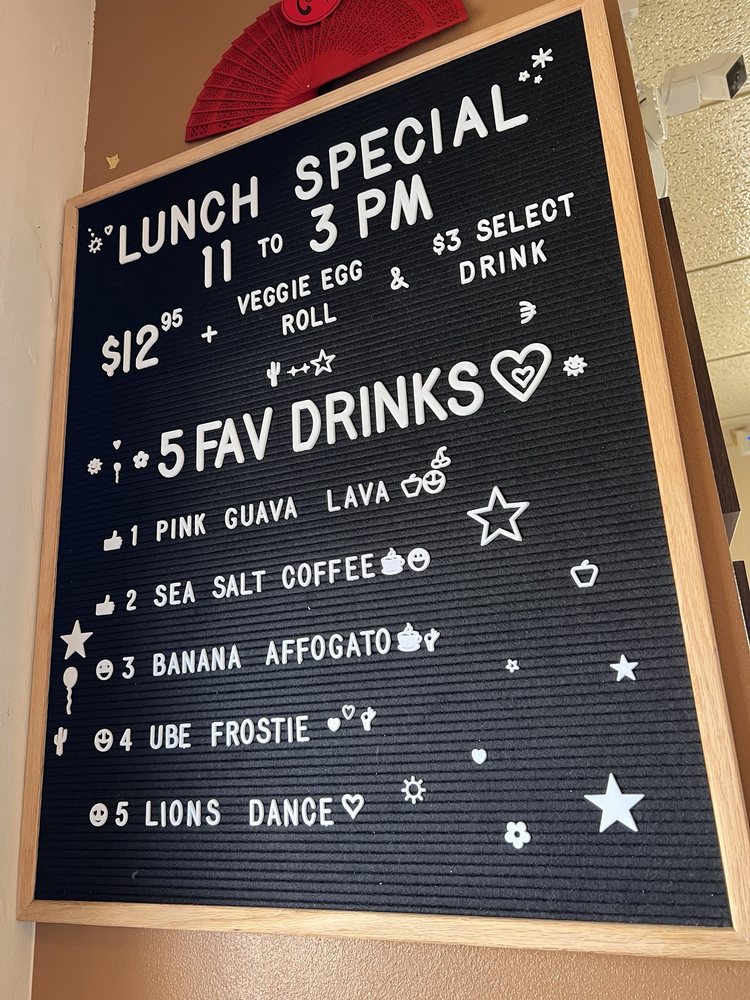 LUNCH SPECIAL
11 TO 3 PM
$12.95 + VEGGIE EGG ROLL & $3 SELECT DRINK
5 FAV DRINKS
1 PINK GUAVA LAVA
2 SEA SALT COFFEE
3 BANANA AFFOGATO
4 UBE FROSTIE
5 LIONS DANCE